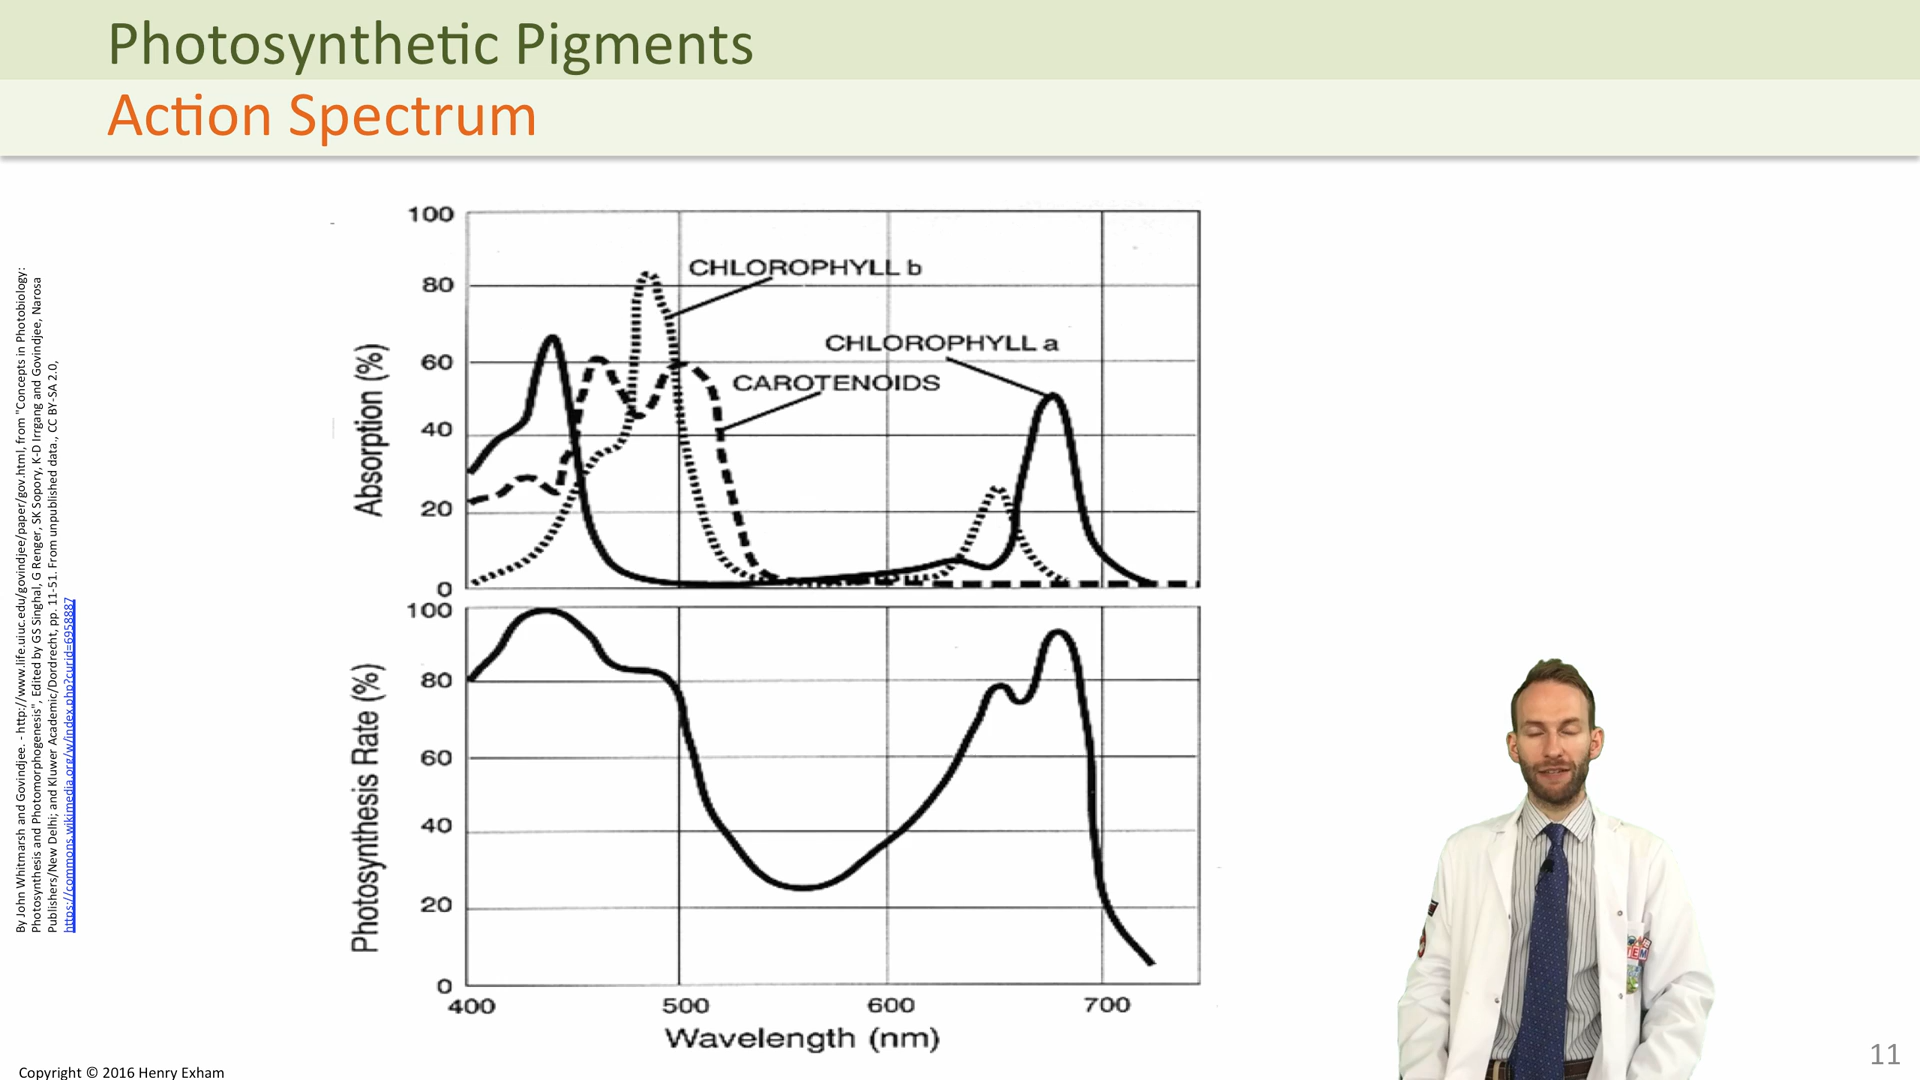 Photosynthetic Pigments
Action Spectrum
By John Whitmarsh and Govindjee. - http://www.life.uiuc.edu/govindjee/paper/gov.html, from "Concepts in Photobiology:
Photosynthesis and Photomorphogenesis", Edited by GS Singhal, G Renger, SK Sopory, K-D Irrgang and Govindjee, Narosa
Publishers/New Delhi; and Kluwer Academic/Dordrecht, pp. 11-51. From unpublished data., CC BY-SA 2.0,
https://commons.wikimedia.org/w/index.php?curid=6958887
Absorption (%)
100
80
60
40
20
0
CHLOROPHYLL b
CHLOROPHYLL a
CAROTENOIDS
Photosynthesis Rate (%)
100
80
60
40
20
0
400 500 600 700
Wavelength (nm)
Copyright © 2016 Henry Exham
11